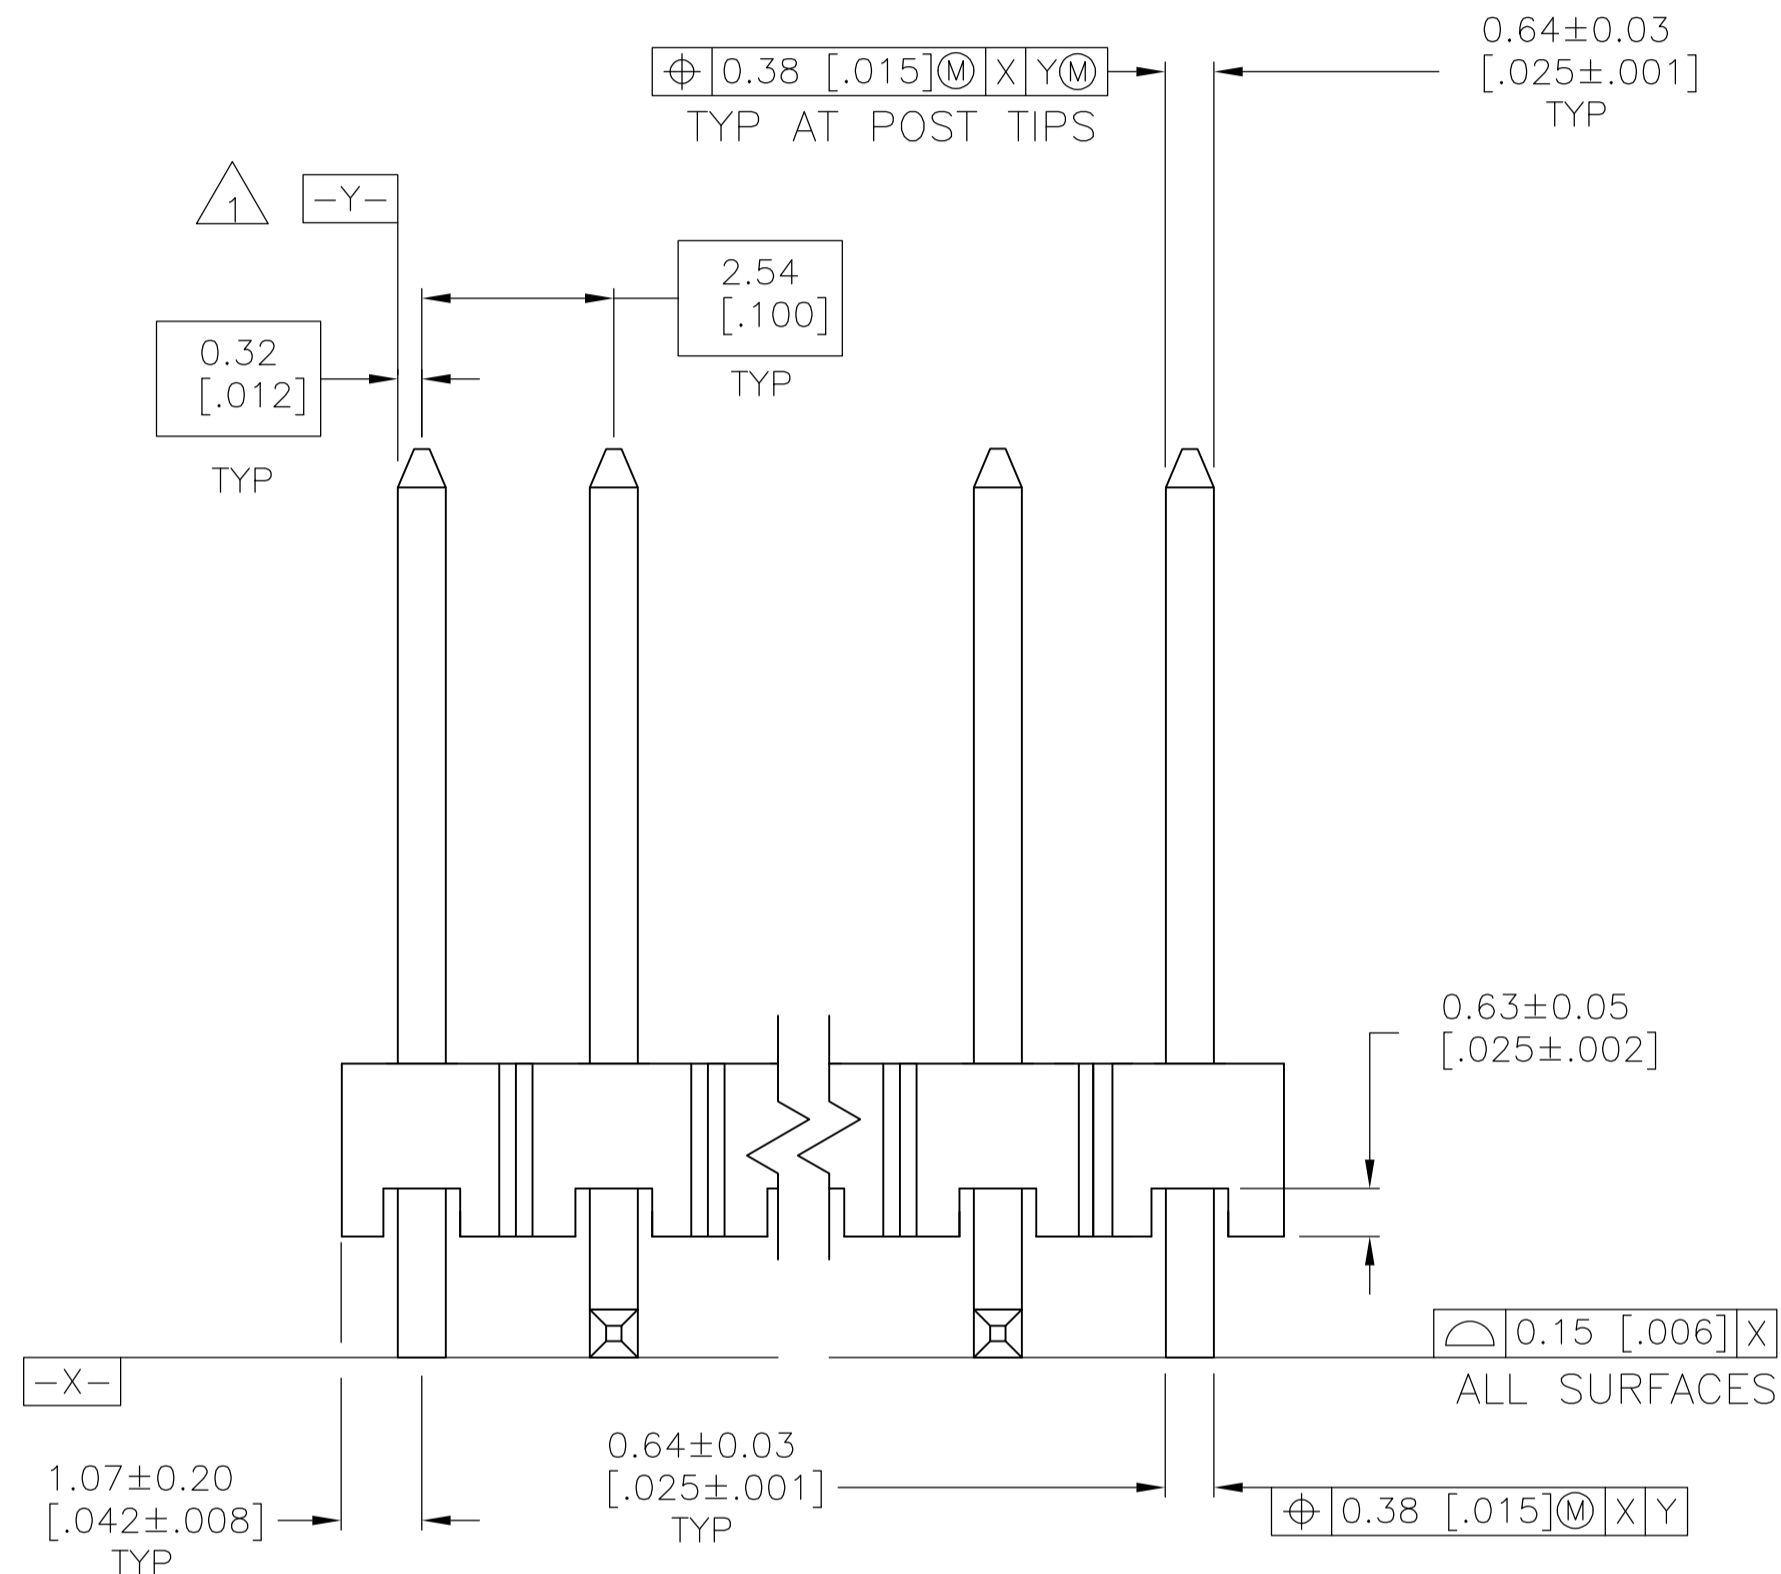 0.64±0.03
[.025±.001]
TYP
⌖ 0.38 [.015]Ⓜ X YⓂ
TYP AT POST TIPS
1
-Y-
2.54
[.100]
TYP
0.32
[.012]
TYP
0.63±0.05
[.025±.002]
⌓ 0.15 [.006] X
ALL SURFACES
-X-
1.07±0.20
[.042±.008]
TYP
0.64±0.03
[.025±.001]
TYP
⌖ 0.38 [.015]Ⓜ X Y